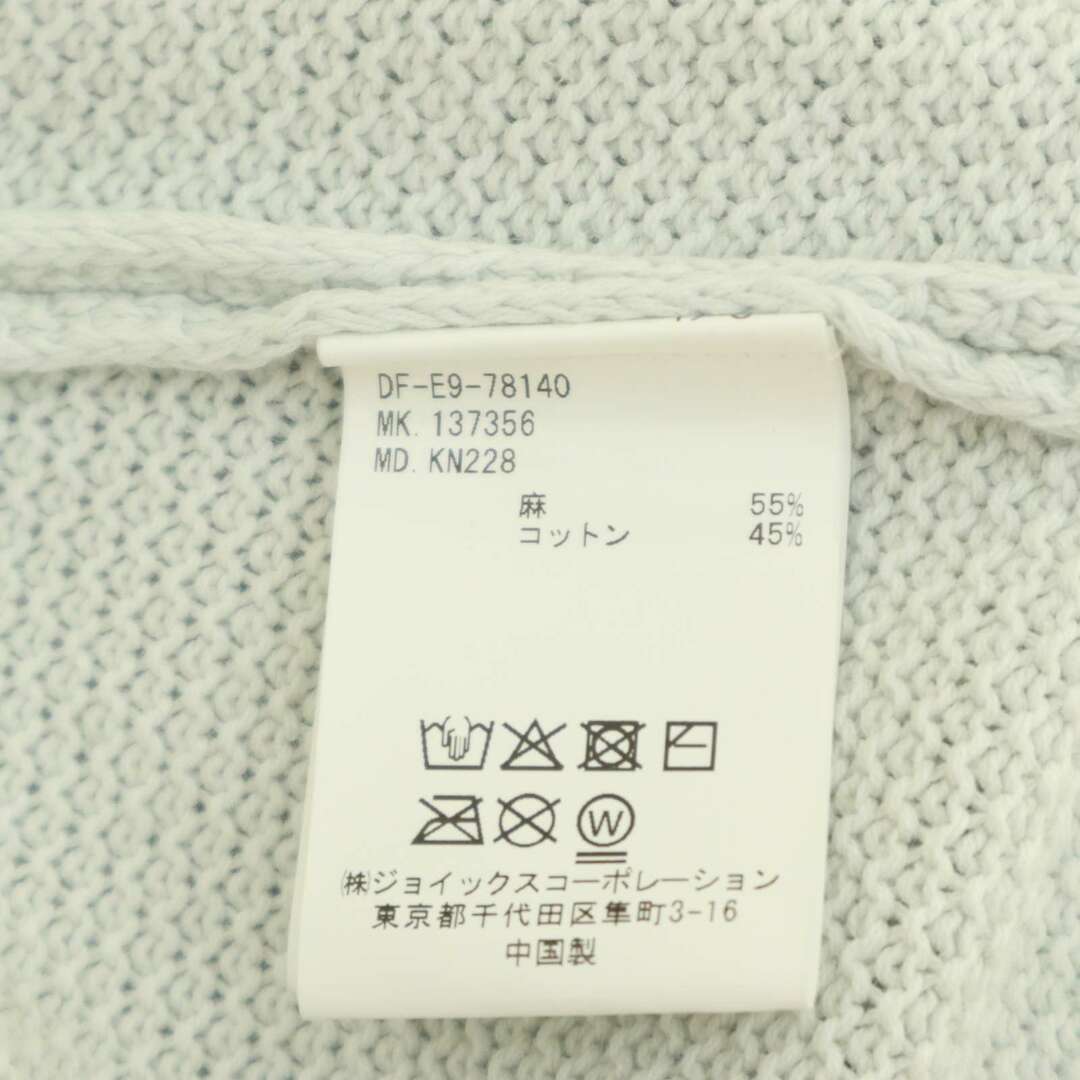 DF-E9-78140
MK. 137356
MD. KN228
麻 55%
コットン 45%
W
㈱ジョイックスコーポレーション
東京都千代田区隼町3-16
中国製